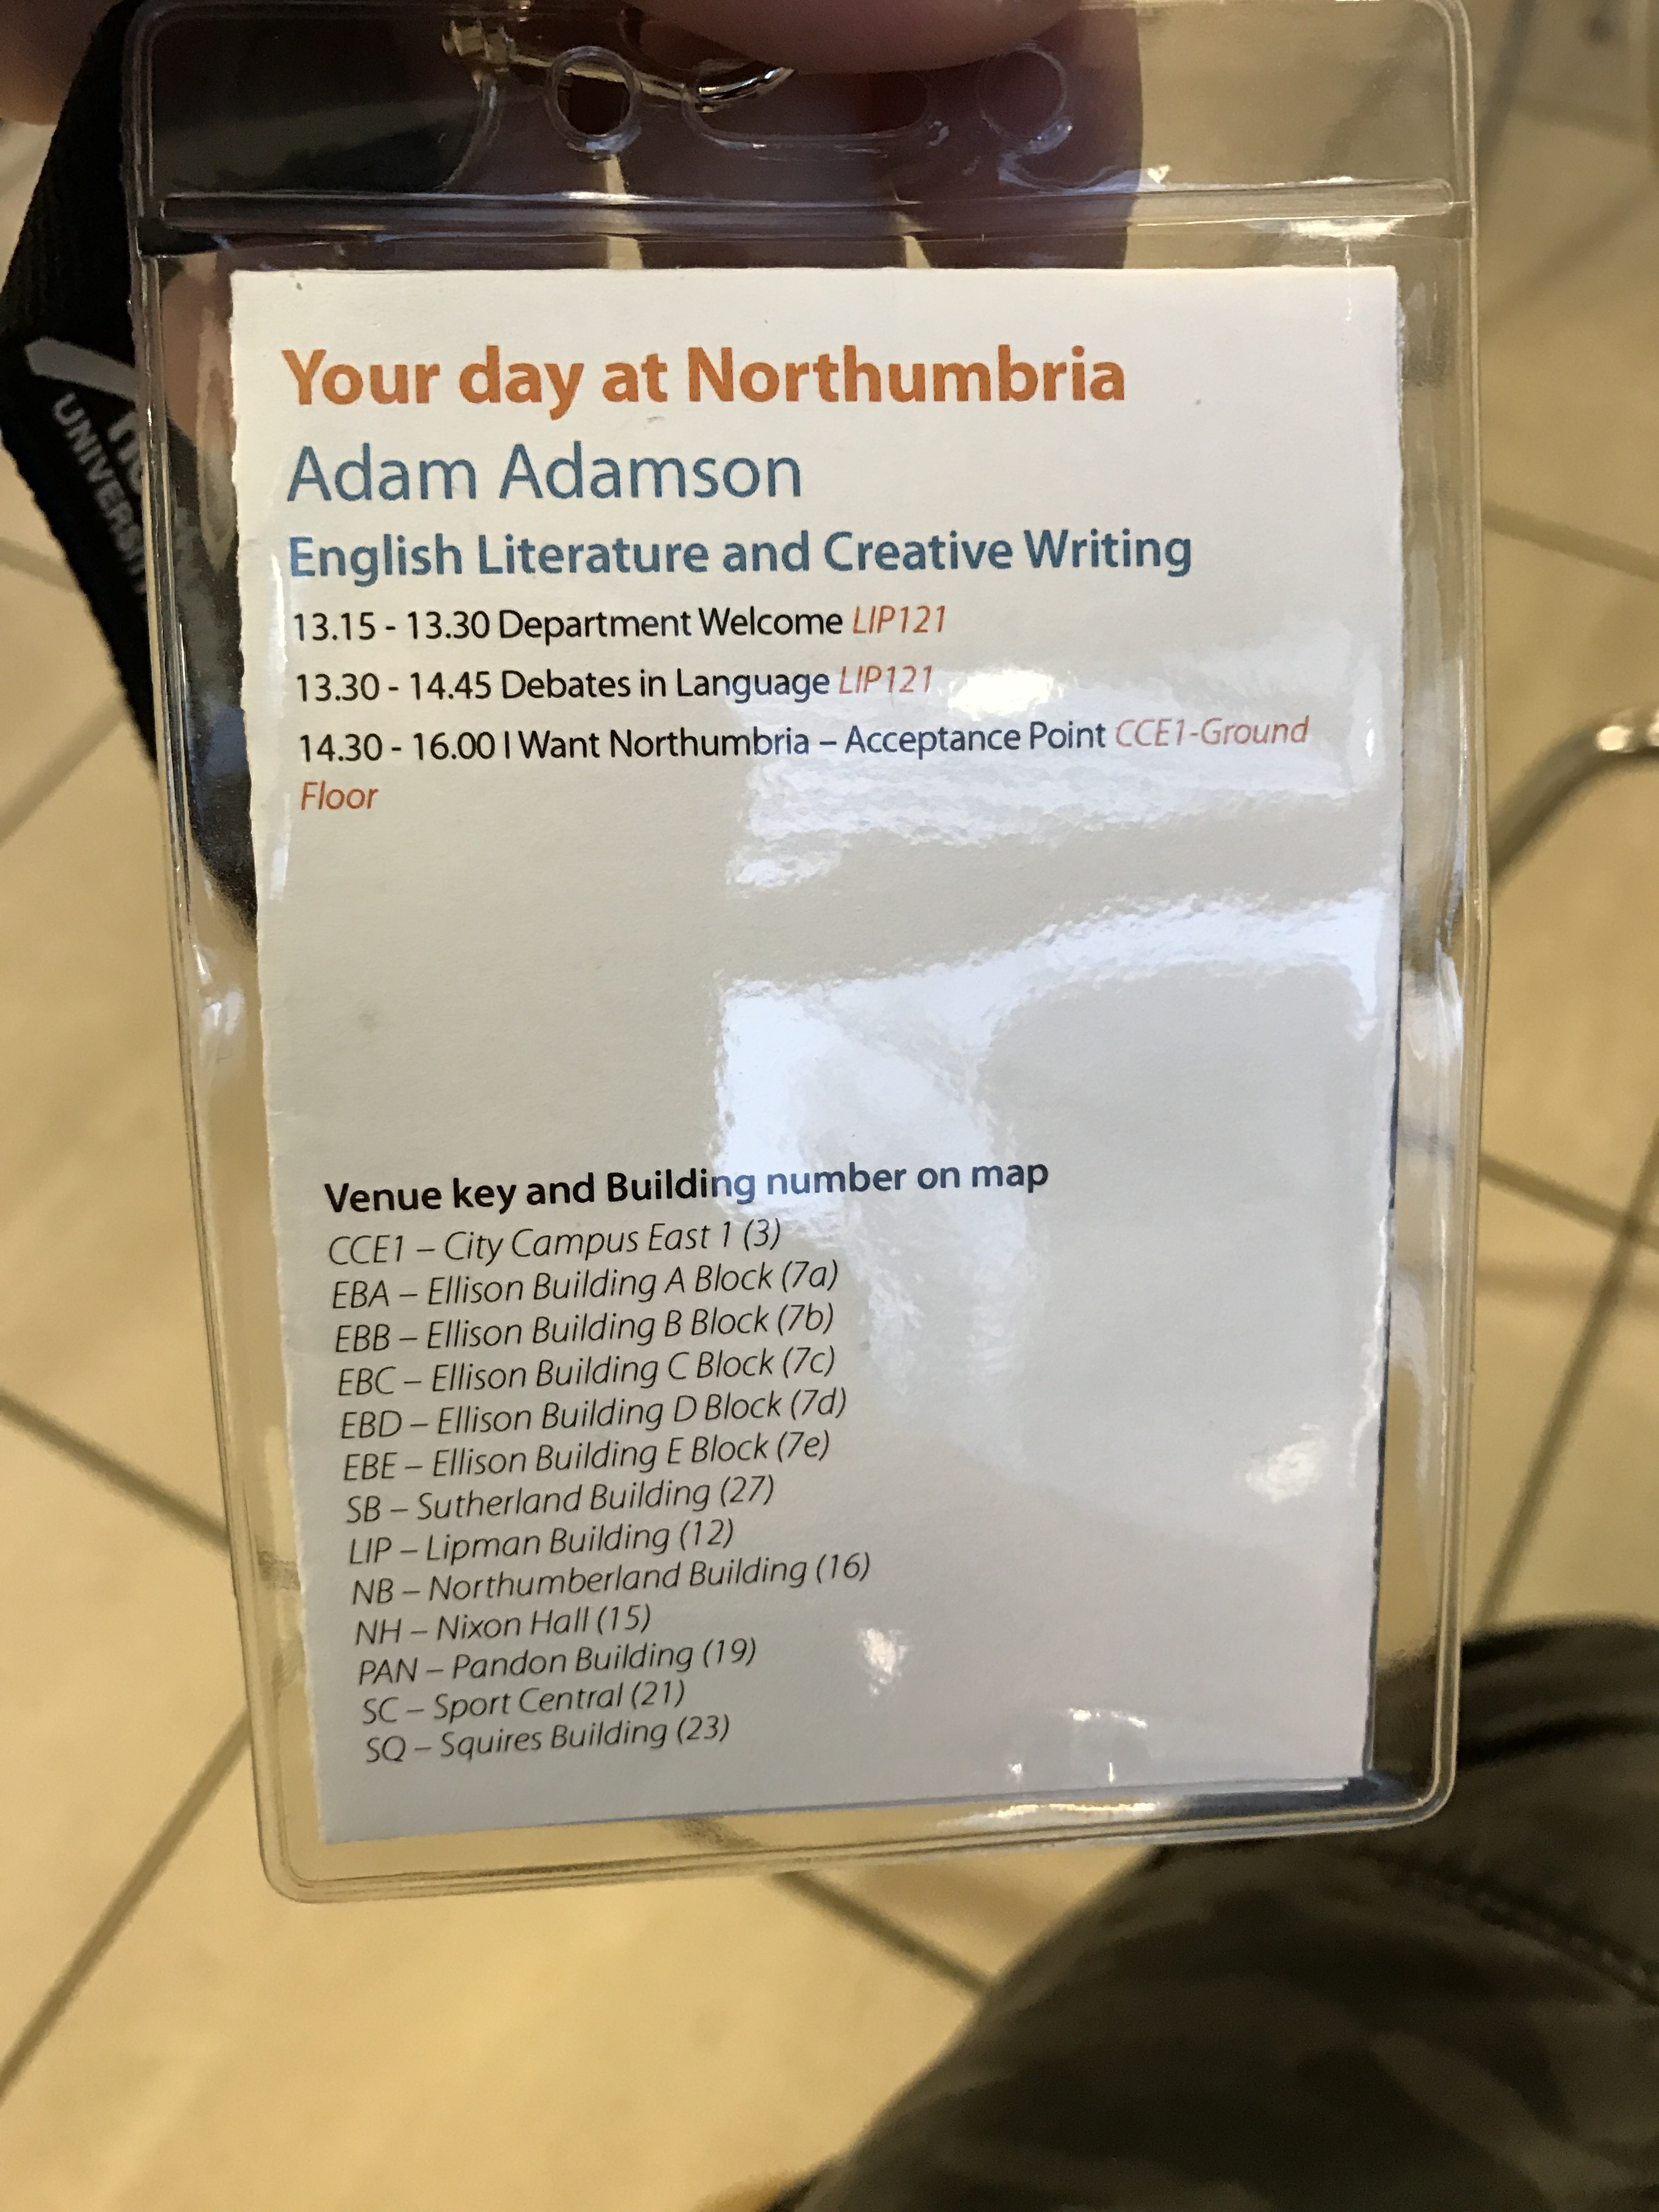 UNIVERSITY
Your day at Northumbria
Adam Adamson
English Literature and Creative Writing
13.15 - 13.30 Department Welcome LIP121
13.30 - 14.45 Debates in Language LIP121
14.30 - 16.00 I Want Northumbria – Acceptance Point CCE1-Ground
Floor
Venue key and Building number on map
CCE1 – City Campus East 1 (3)
EBA – Ellison Building A Block (7a)
EBB – Ellison Building B Block (7b)
EBC – Ellison Building C Block (7c)
EBD – Ellison Building D Block (7d)
EBE – Ellison Building E Block (7e)
SB – Sutherland Building (27)
LIP – Lipman Building (12)
NB – Northumberland Building (16)
NH – Nixon Hall (15)
PAN – Pandon Building (19)
SC – Sport Central (21)
SQ – Squires Building (23)